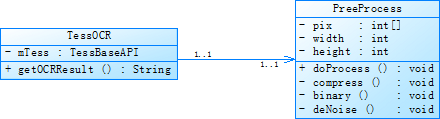 TessOCR
- mTess : TessBaseAPI
+ getOCRResult () : String
1..1
1..1
PreeProcess
- pix : int[]
- width : int
- height : int
+ doProcess () : void
- compress () : void
- binary () : void
- deNoise () : void